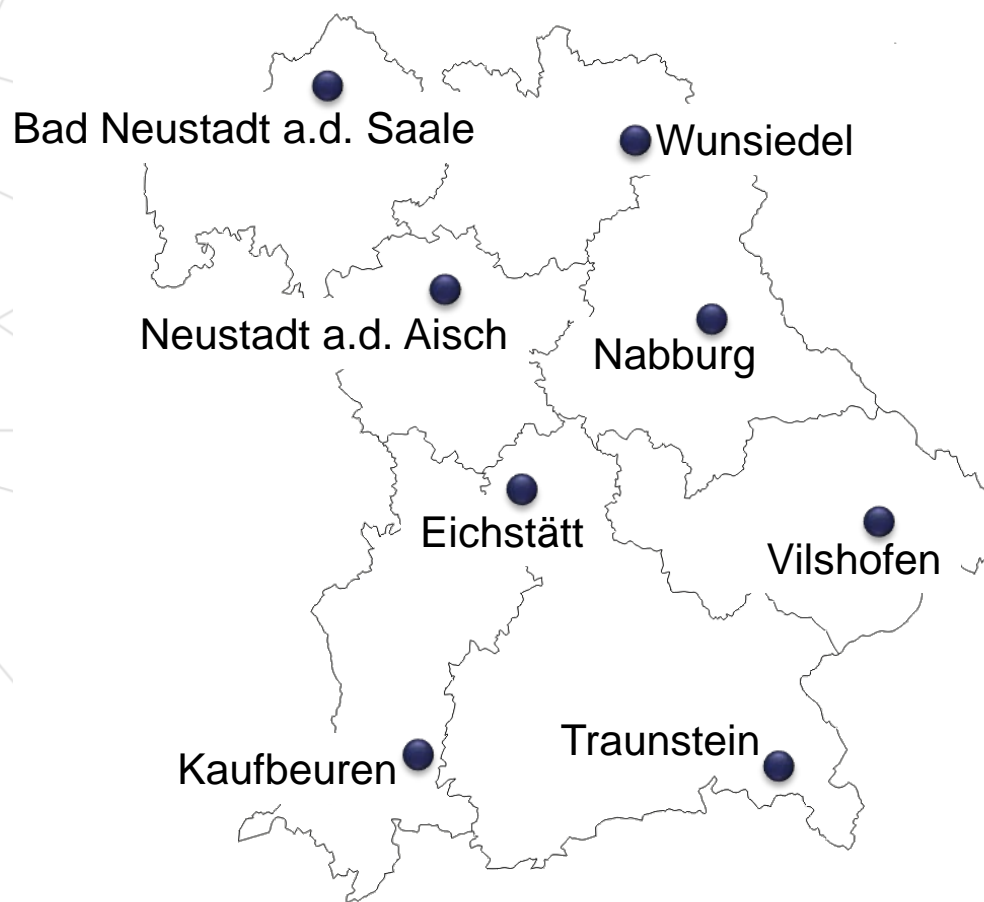 Bad Neustadt a.d. Saale
Wunsiedel
Neustadt a.d. Aisch
Nabburg
Eichstätt
Vilshofen
Traunstein
Kaufbeuren